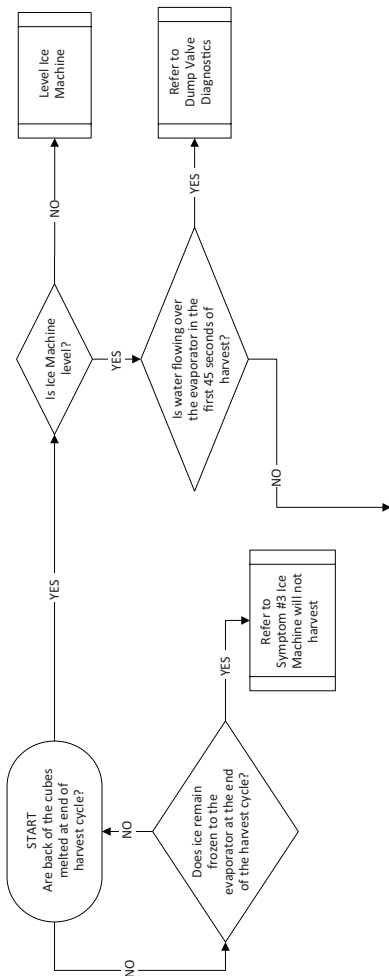 START
Are back of the cubes
melted at end of
harvest cycle?
YES
Is Ice Machine
level?
NO
Level Ice
Machine
YES
Is water flowing over
the evaporator in the
first 45 seconds of
harvest?
YES
Refer to
Dump Valve
Diagnostics
NO
NO
Does ice remain
frozen to the
evaporator at the end
of the harvest cycle?
NO
YES
Refer to
Symptom #3 Ice
Machine will not
harvest